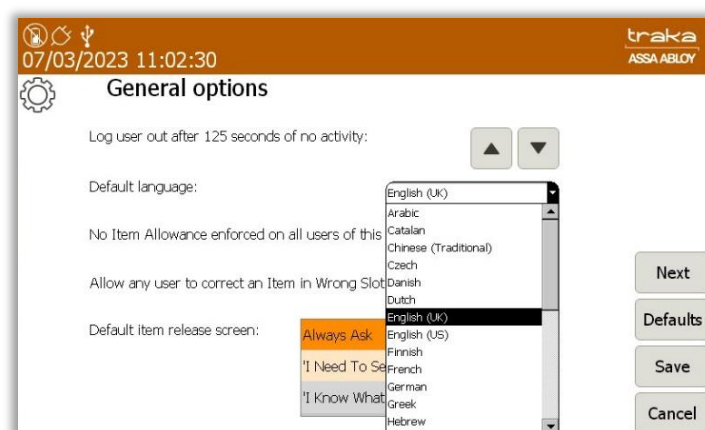 traka
07/03/2023 11:02:30
ASSA ABLOY
General options
Log user out after 125 seconds of no activity:
Default language:
English (UK)
Arabic
Catalan
No Item Allowance enforced on all users of this
Chinese (Traditional)
Czech
Allow any user to correct an Item in Wrong Slot
Danish
Dutch
English (UK)
Default item release screen:
Always Ask
English (US)
Finnish
'I Need To Se
French
German
'I Know What
Greek
Hebrew
Next
Defaults
Save
Cancel